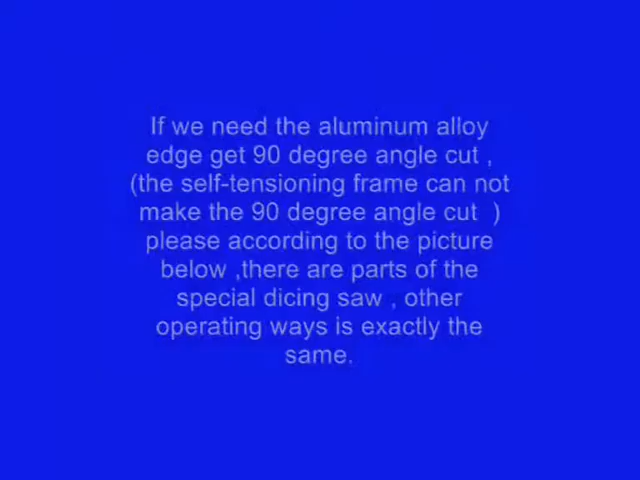 If we need the aluminum alloy
edge get 90 degree angle cut ,
(the self-tensioning frame can not
make the 90 degree angle cut  )
please according to the picture
below ,there are parts of the
special dicing saw , other
operating ways is exactly the
same.